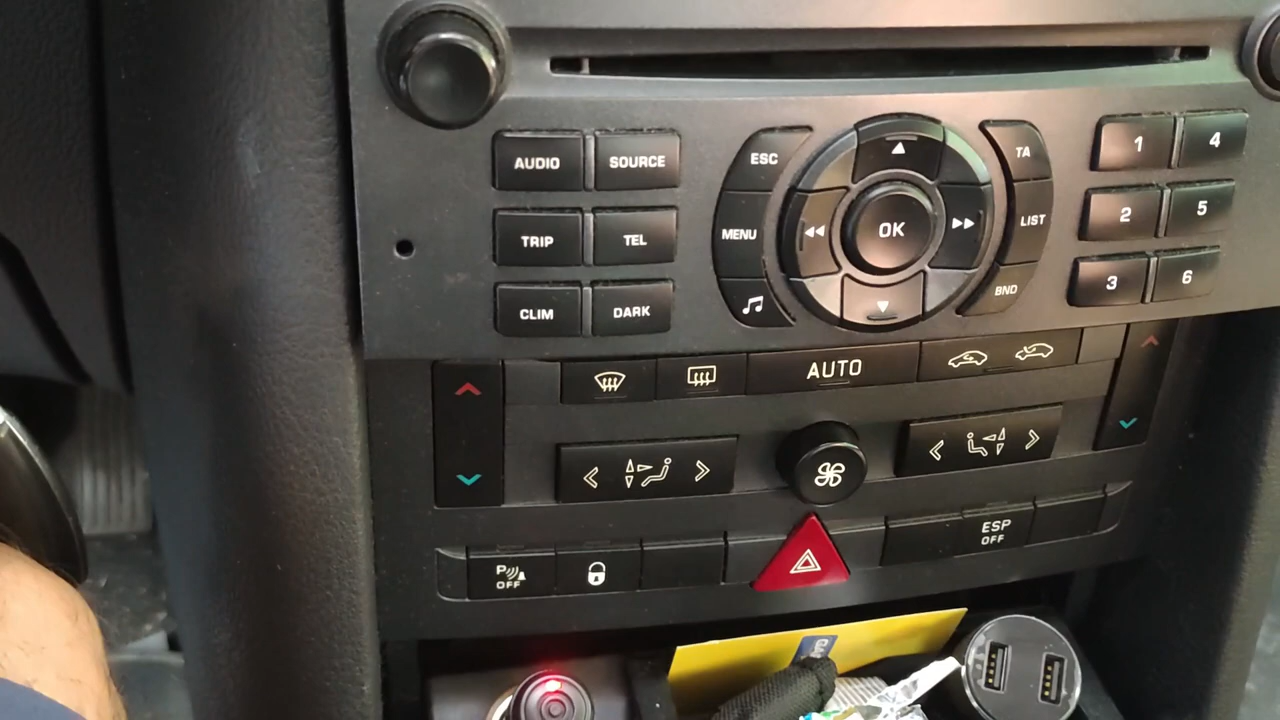 AUDIO SOURCE ESC TA 1 4
TRIP TEL MENU OK LIST 2 5
CLIM DARK BND 3 6
AUTO
ESP
OFF
P
OFF